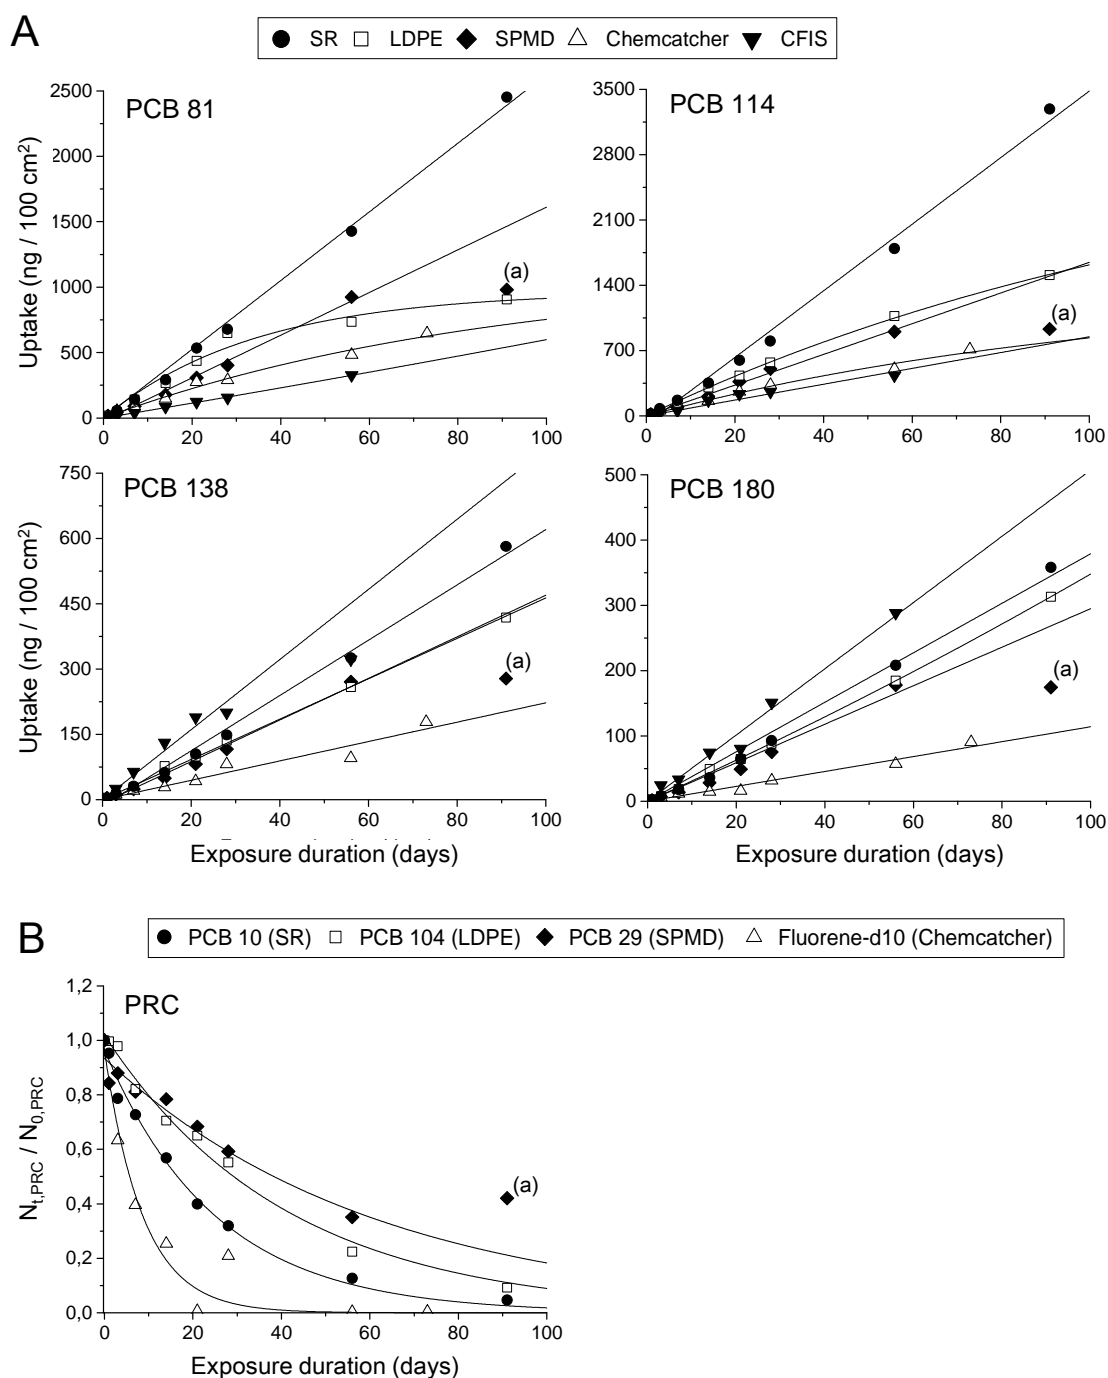 A
SR LDPE SPMD Chemcatcher CFIS
PCB 81
Uptake (ng / 100 cm²)
2500
2000
1500
1000
500
0
0 20 40 60 80 100
(a)
PCB 114
3500
2800
2100
1400
700
0
0 20 40 60 80 100
(a)
PCB 138
Uptake (ng / 100 cm²)
750
600
450
300
150
0
0 20 40 60 80 100
(a)
Exposure duration (days)
PCB 180
500
400
300
200
100
0
0 20 40 60 80 100
(a)
Exposure duration (days)
B
PCB 10 (SR) PCB 104 (LDPE) PCB 29 (SPMD) Fluorene-d10 (Chemcatcher)
PRC
Nt,PRC / N0,PRC
1,2
1,0
0,8
0,6
0,4
0,2
0,0
0 20 40 60 80 100
(a)
Exposure duration (days)